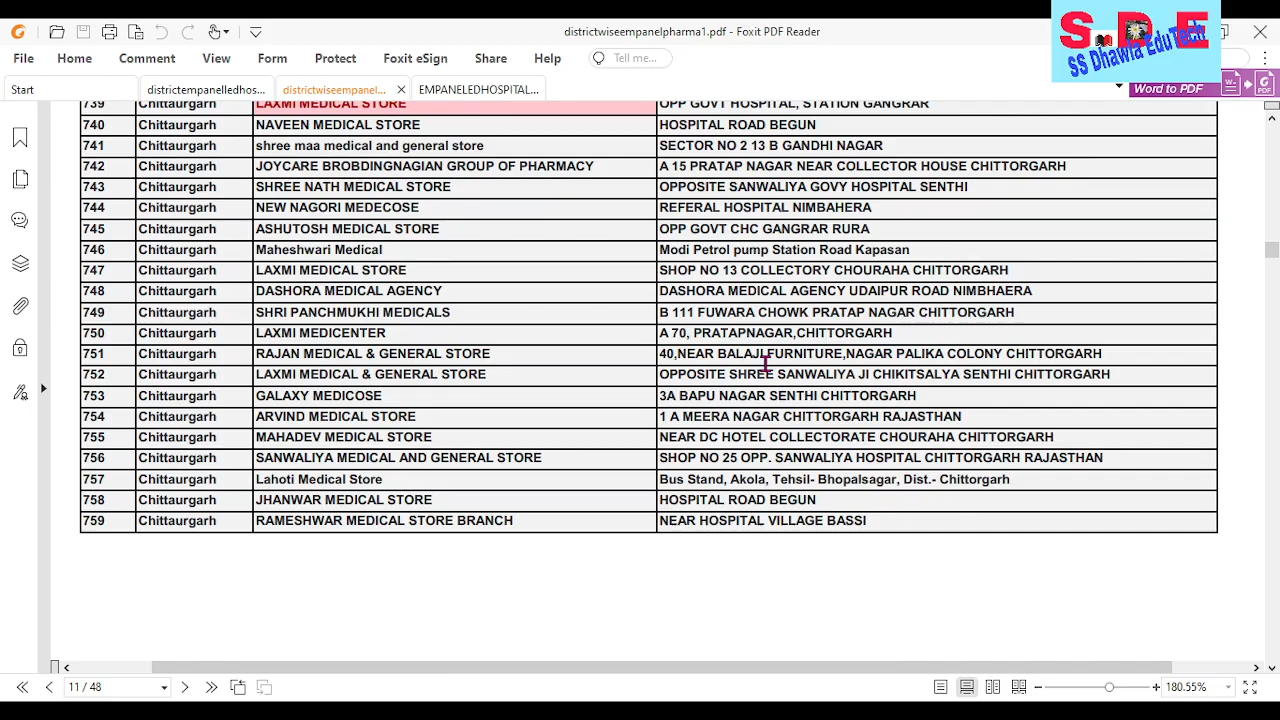 districtwiseempanelpharma1.pdf - Foxit PDF Reader
SDE
SS Dhawla EduTech
File Home Comment View Form Protect Foxit eSign Share Help Tell me...
Start districtempanelledhos... districtwiseempanel... EMPANELEDHOSPITAL... Word to PDF
739 Chittaurgarh LAXMI MEDICAL STORE OPP GOVT HOSPITAL, STATION GANGRAR
740 Chittaurgarh NAVEEN MEDICAL STORE HOSPITAL ROAD BEGUN
741 Chittaurgarh shree maa medical and general store SECTOR NO 2 13 B GANDHI NAGAR
742 Chittaurgarh JOYCARE BROBDINGNAGIAN GROUP OF PHARMACY A 15 PRATAP NAGAR NEAR COLLECTOR HOUSE CHITTORGARH
743 Chittaurgarh SHREE NATH MEDICAL STORE OPPOSITE SANWALIYA GOVY HOSPITAL SENTHI
744 Chittaurgarh NEW NAGORI MEDECOSE REFERAL HOSPITAL NIMBAHERA
745 Chittaurgarh ASHUTOSH MEDICAL STORE OPP GOVT CHC GANGRAR RURA
746 Chittaurgarh Maheshwari Medical Modi Petrol pump Station Road Kapasan
747 Chittaurgarh LAXMI MEDICAL STORE SHOP NO 13 COLLECTORY CHOURAHA CHITTORGARH
748 Chittaurgarh DASHORA MEDICAL AGENCY DASHORA MEDICAL AGENCY UDAIPUR ROAD NIMBHAERA
749 Chittaurgarh SHRI PANCHMUKHI MEDICALS B 111 FUWARA CHOWK PRATAP NAGAR CHITTORGARH
750 Chittaurgarh LAXMI MEDICENTER A 70, PRATAPNAGAR,CHITTORGARH
751 Chittaurgarh RAJAN MEDICAL & GENERAL STORE 40,NEAR BALAJI FURNITURE,NAGAR PALIKA COLONY CHITTORGARH
752 Chittaurgarh LAXMI MEDICAL & GENERAL STORE OPPOSITE SHREE SANWALIYA JI CHIKITSALYA SENTHI CHITTORGARH
753 Chittaurgarh GALAXY MEDICOSE 3A BAPU NAGAR SENTHI CHITTORGARH
754 Chittaurgarh ARVIND MEDICAL STORE 1 A MEERA NAGAR CHITTORGARH RAJASTHAN
755 Chittaurgarh MAHADEV MEDICAL STORE NEAR DC HOTEL COLLECTORATE CHOURAHA CHITTORGARH
756 Chittaurgarh SANWALIYA MEDICAL AND GENERAL STORE SHOP NO 25 OPP. SANWALIYA HOSPITAL CHITTORGARH RAJASTHAN
757 Chittaurgarh Lahoti Medical Store Bus Stand, Akola, Tehsil- Bhopalsagar, Dist.- Chittorgarh
758 Chittaurgarh JHANWAR MEDICAL STORE HOSPITAL ROAD BEGUN
759 Chittaurgarh RAMESHWAR MEDICAL STORE BRANCH NEAR HOSPITAL VILLAGE BASSI
11 / 48 180.55%